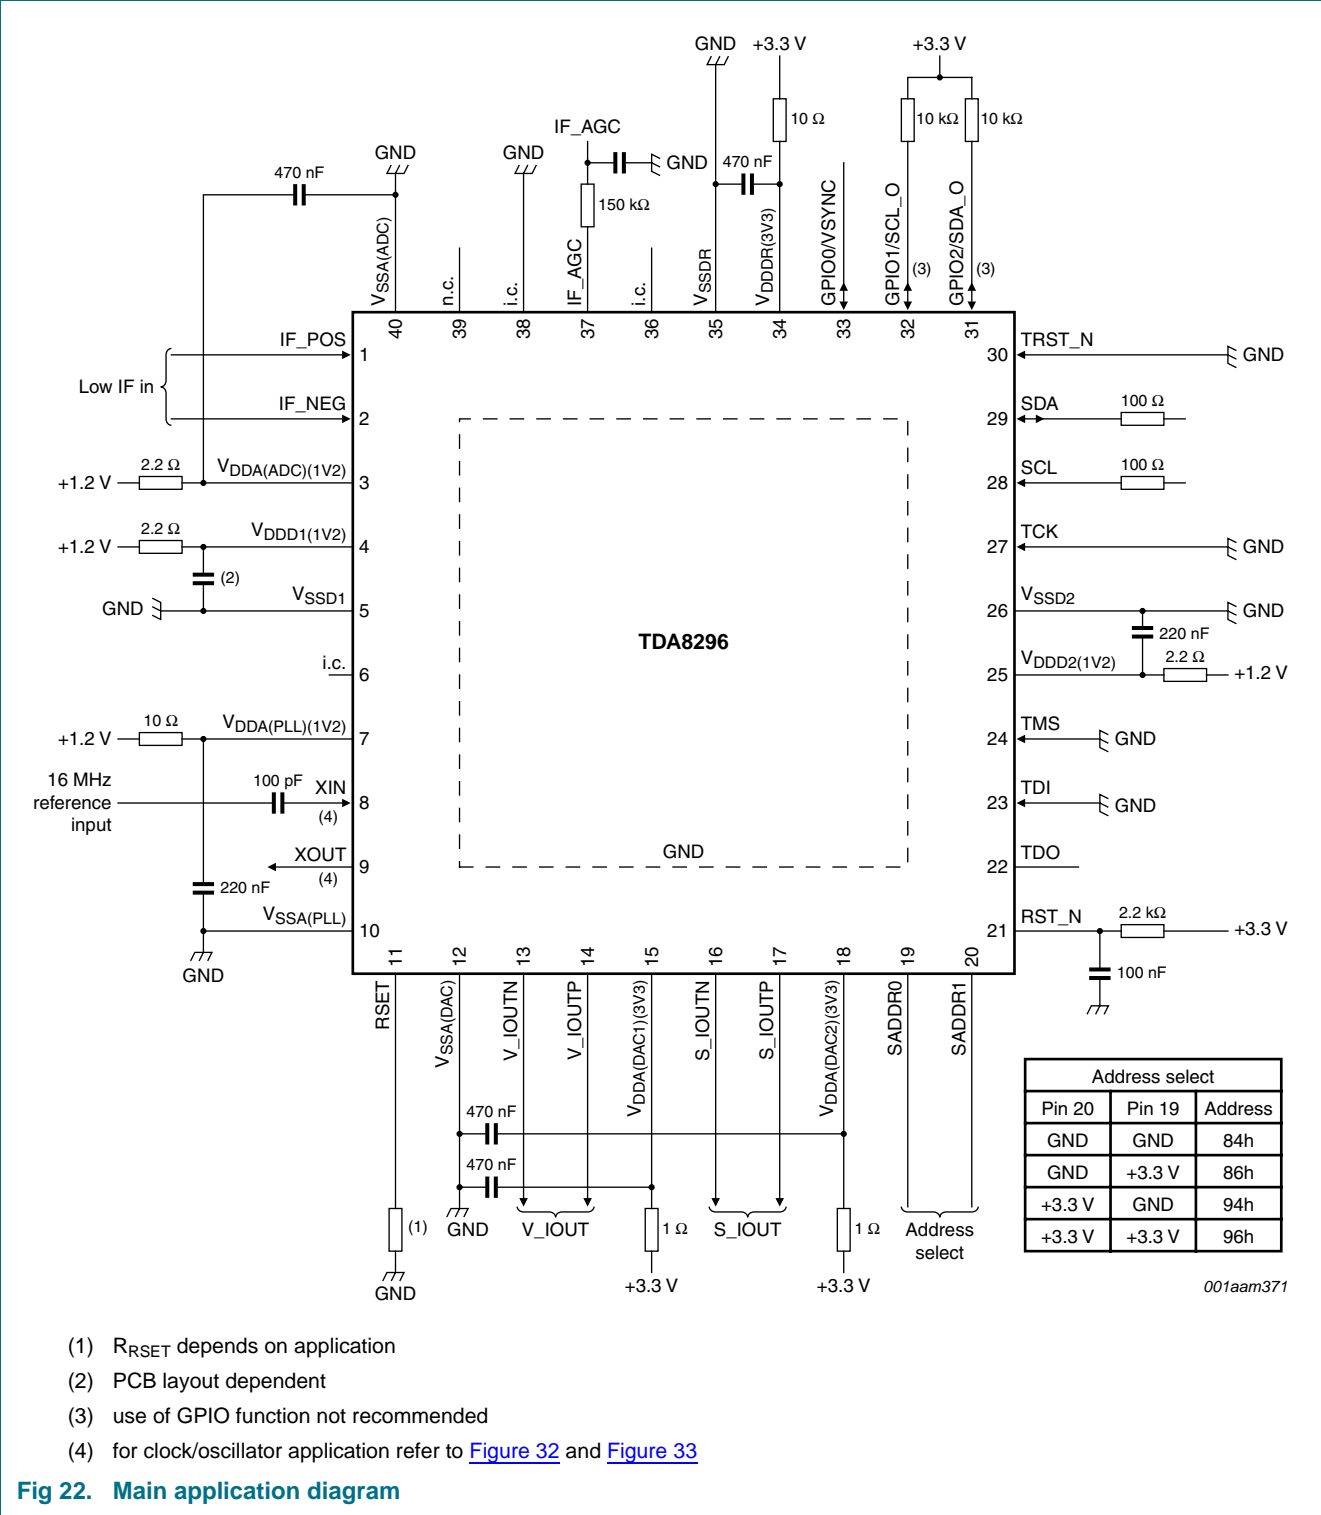 GND +3.3 V +3.3 V
10 Ω 10 kΩ 10 kΩ
IF_AGC
GND GND GND 470 nF
470 nF
150 kΩ
VSSA(ADC) n.c. i.c. IF_AGC i.c. VSSDR VDDDR(3V3) GPIO0/VSYNC GPIO1/SCL_O (3) GPIO2/SDA_O (3)
40 39 38 37 36 35 34 33 32 31
Low IF in
IF_POS 1
IF_NEG 2
+1.2 V 2.2 Ω VDDA(ADC)(1V2) 3
+1.2 V 2.2 Ω VDDD1(1V2) 4
(2)
GND VSSD1 5
i.c. 6
+1.2 V 10 Ω VDDA(PLL)(1V2) 7
16 MHz
reference
input
100 pF XIN 8
(4)
XOUT 9
(4)
220 nF
VSSA(PLL) 10
GND
TDA8296
GND
30 TRST_N GND
29 SDA 100 Ω
28 SCL 100 Ω
27 TCK GND
26 VSSD2 GND
220 nF
25 VDDD2(1V2) 2.2 Ω +1.2 V
24 TMS GND
23 TDI GND
22 TDO
21 RST_N 2.2 kΩ +3.3 V
100 nF
11 12 13 14 15 16 17 18 19 20
RSET VSSA(DAC) V_IOUTN V_IOUTP VDDA(DAC1)(3V3) S_IOUTN S_IOUTP VDDA(DAC2)(3V3) SADDR0 SADDR1
470 nF
470 nF
(1) GND V_IOUT 1 Ω S_IOUT 1 Ω Address
select
GND +3.3 V +3.3 V
Address select
Pin 20 Pin 19 Address
GND GND 84h
GND +3.3 V 86h
+3.3 V GND 94h
+3.3 V +3.3 V 96h
001aam371
(1) RRSET depends on application
(2) PCB layout dependent
(3) use of GPIO function not recommended
(4) for clock/oscillator application refer to Figure 32 and Figure 33
Fig 22. Main application diagram